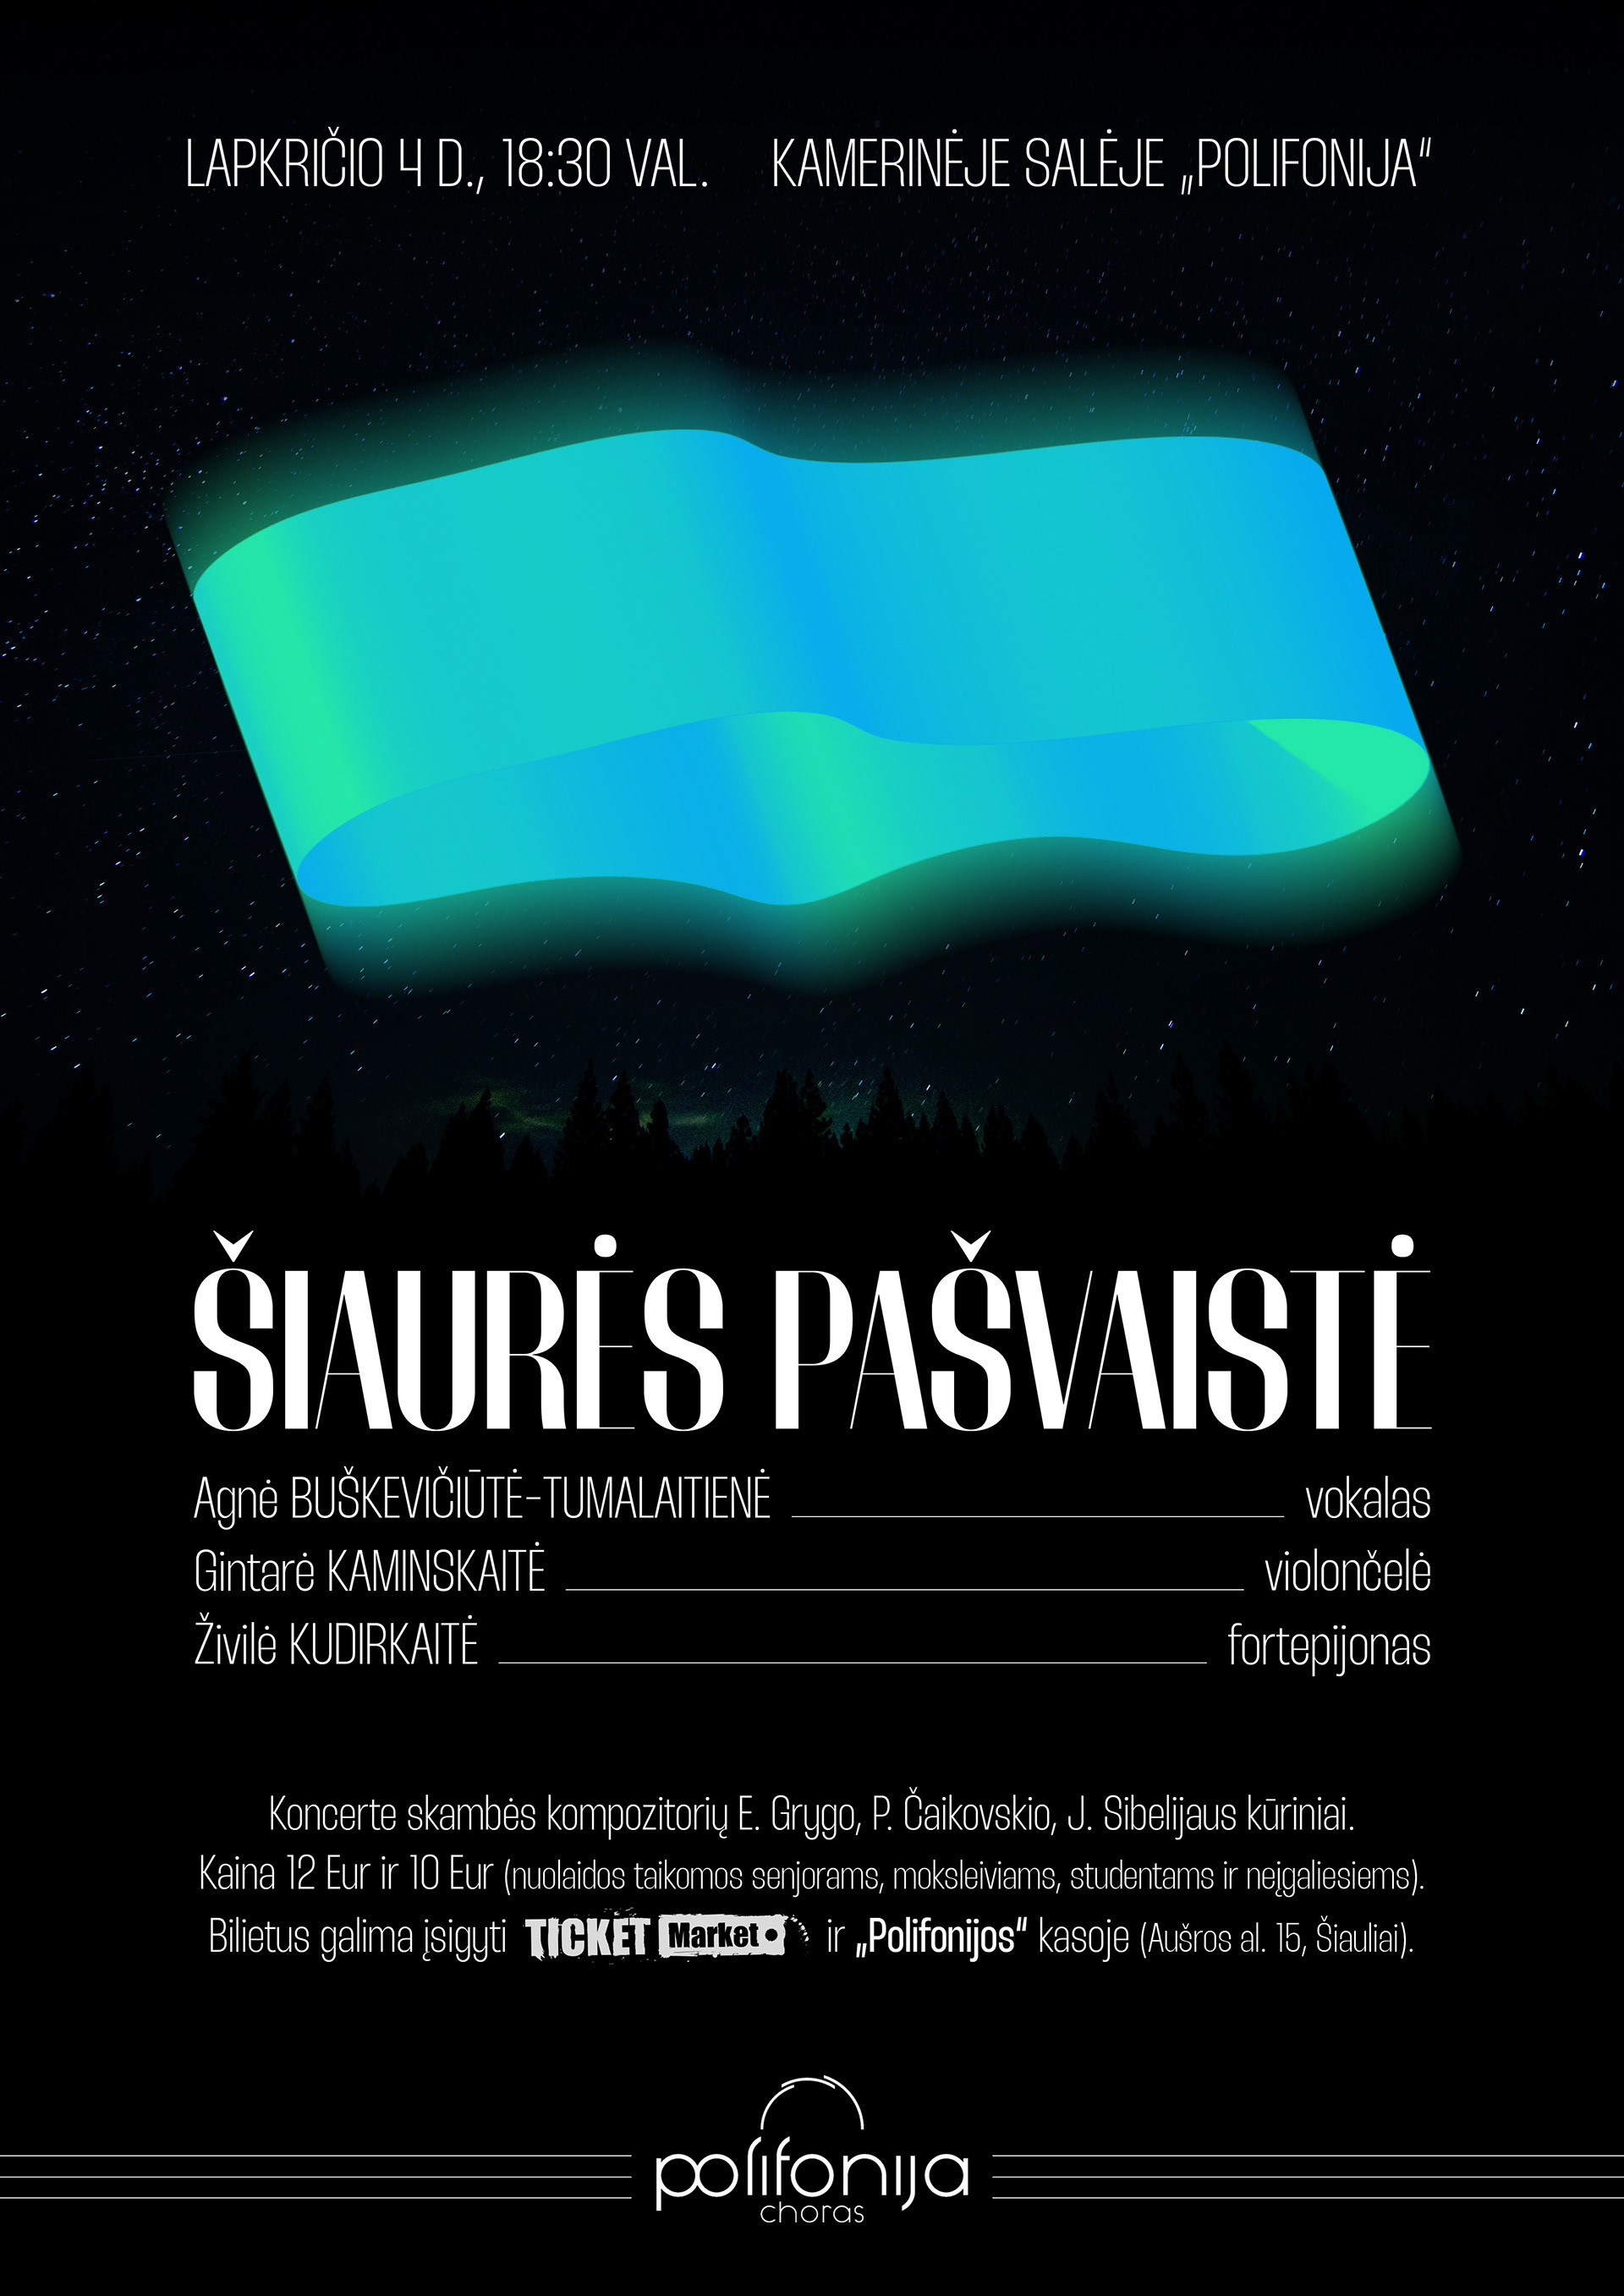 LAPKRIČIO 4 D., 18:30 VAL. KAMERINĖJE SALĖJE „POLIFONIJA“
ŠIAURĖS PAŠVAISTĖ
Agnė BUŠKEVIČIŪTĖ-TUMALAITIENĖ vokalas
Gintarė KAMINSKAITĖ violončelė
Živilė KUDIRKAITĖ fortepijonas
Koncerte skambės kompozitorių E. Grygo, P. Čaikovskio, J. Sibelijaus kūriniai.
Kaina 12 Eur ir 10 Eur (nuolaidos taikomos senjorams, moksleiviams, studentams ir neįgaliesiems).
Bilietus galima įsigyti TICKET Market ir „Polifonijos“ kasoje (Aušros al. 15, Šiauliai).
polifonija
choras